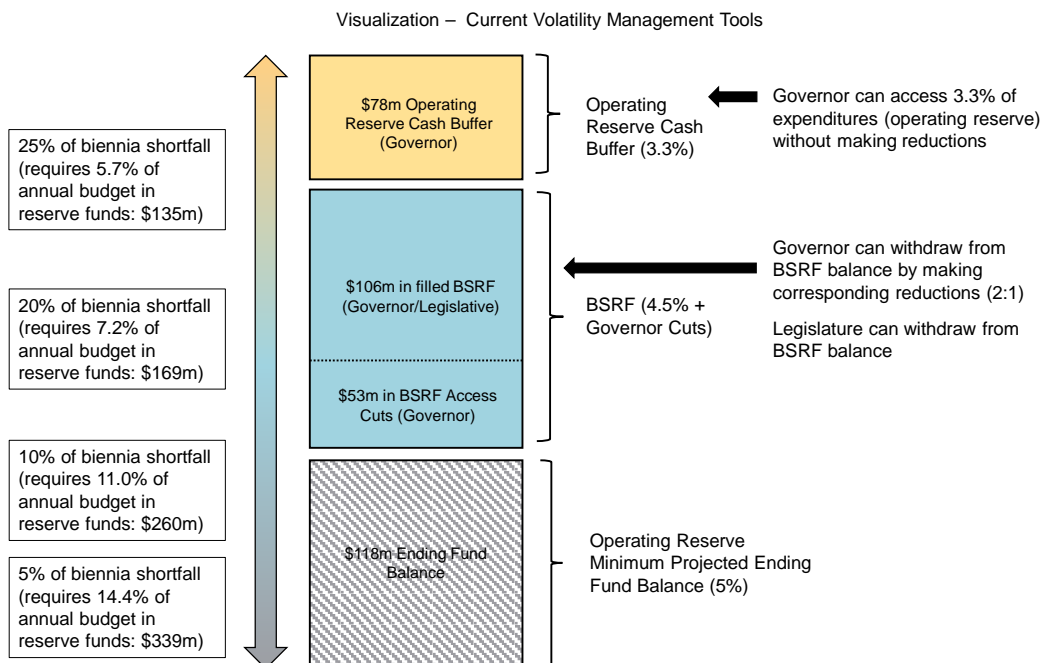 Visualization – Current Volatility Management Tools
25% of biennia shortfall
(requires 5.7% of
annual budget in
reserve funds: $135m)
20% of biennia shortfall
(requires 7.2% of
annual budget in
reserve funds: $169m)
10% of biennia shortfall
(requires 11.0% of
annual budget in
reserve funds: $260m)
5% of biennia shortfall
(requires 14.4% of
annual budget in
reserve funds: $339m)
$78m Operating
Reserve Cash Buffer
(Governor)
$106m in filled BSRF
(Governor/Legislative)
$53m in BSRF Access
Cuts (Governor)
$118m Ending Fund
Balance
Operating
Reserve Cash
Buffer (3.3%)
BSRF (4.5% +
Governor Cuts)
Operating Reserve
Minimum Projected Ending
Fund Balance (5%)
Governor can access 3.3% of
expenditures (operating reserve)
without making reductions
Governor can withdraw from
BSRF balance by making
corresponding reductions (2:1)
Legislature can withdraw from
BSRF balance